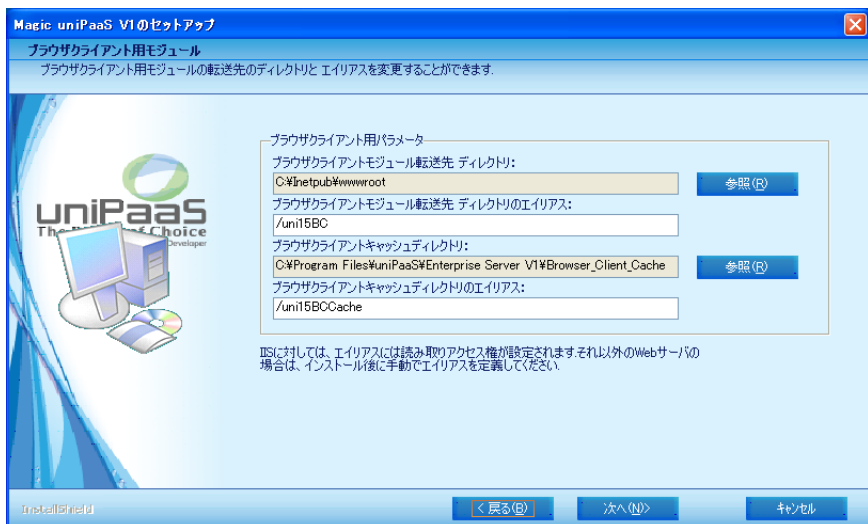 Magic uniPaaS V1のセットアップ
ブラウザクライアント用モジュール
ブラウザクライアント用モジュールの転送先のディレクトリと エイリアスを変更することができます.
uniPaaS
The
of Choice
Developer
ブラウザクライアント用パラメータ
ブラウザクライアントモジュール転送先 ディレクトリ:
C:¥Inetpub¥wwwroot
参照(R)
ブラウザクライアントモジュール転送先 ディレクトリのエイリアス:
/uni15BC
ブラウザクライアントキャッシュディレクトリ:
C:¥Program Files¥uniPaaS¥Enterprise Server V1¥Browser_Client_Cache
参照(R)
ブラウザクライアントキャッシュディレクトリのエイリアス:
/uni15BCCache
IISに対しては、エイリアスには読み取りアクセス権が設定されます.それ以外のWebサーバの
場合は、インストール後に手動でエイリアスを定義してください.
InstallShield
< 戻る(B)
次へ(N)>
キャンセル